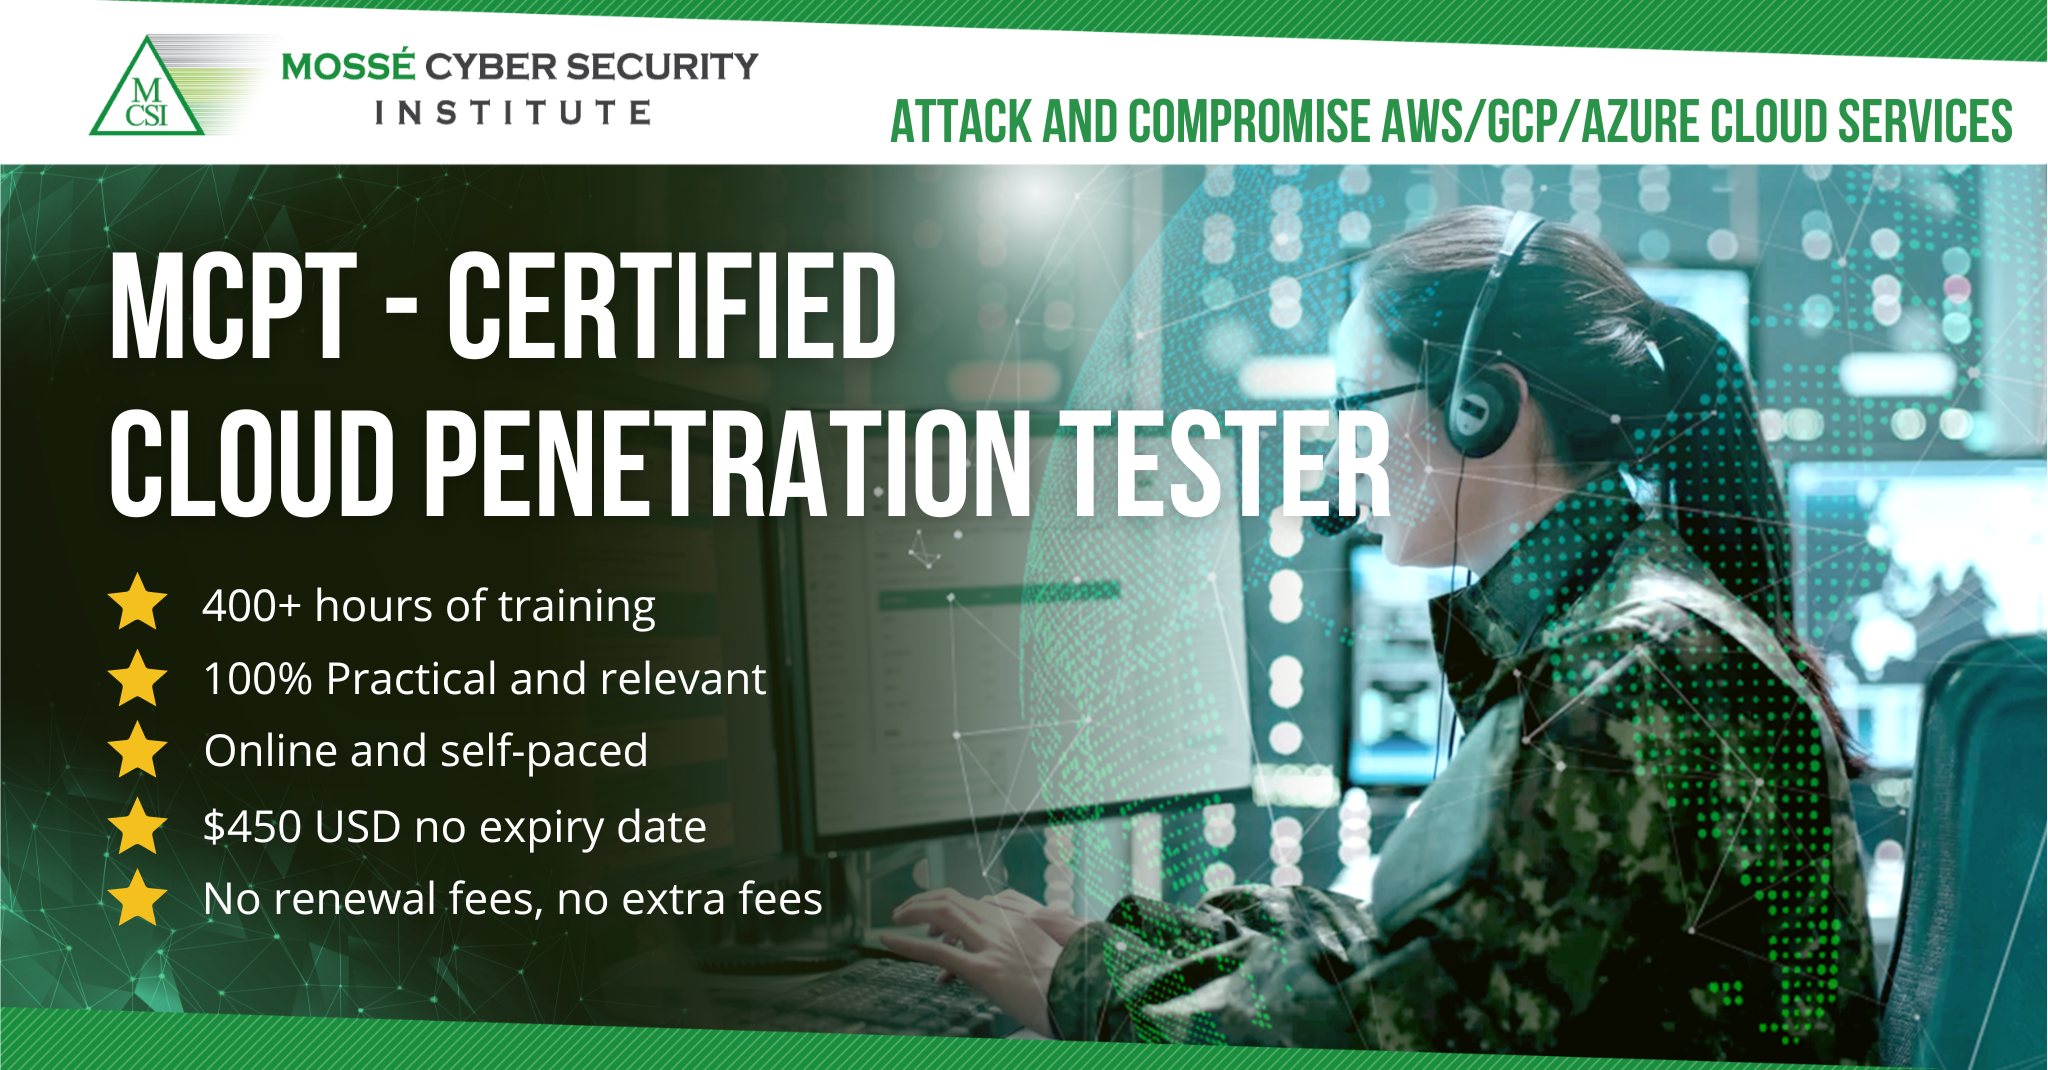 M
CSI
MOSSÉ CYBER SECURITY
INSTITUTE
ATTACK AND COMPROMISE AWS/GCP/AZURE CLOUD SERVICES
MCPT - CERTIFIED
CLOUD PENETRATION TESTER
400+ hours of training
100% Practical and relevant
Online and self-paced
$450 USD no expiry date
No renewal fees, no extra fees